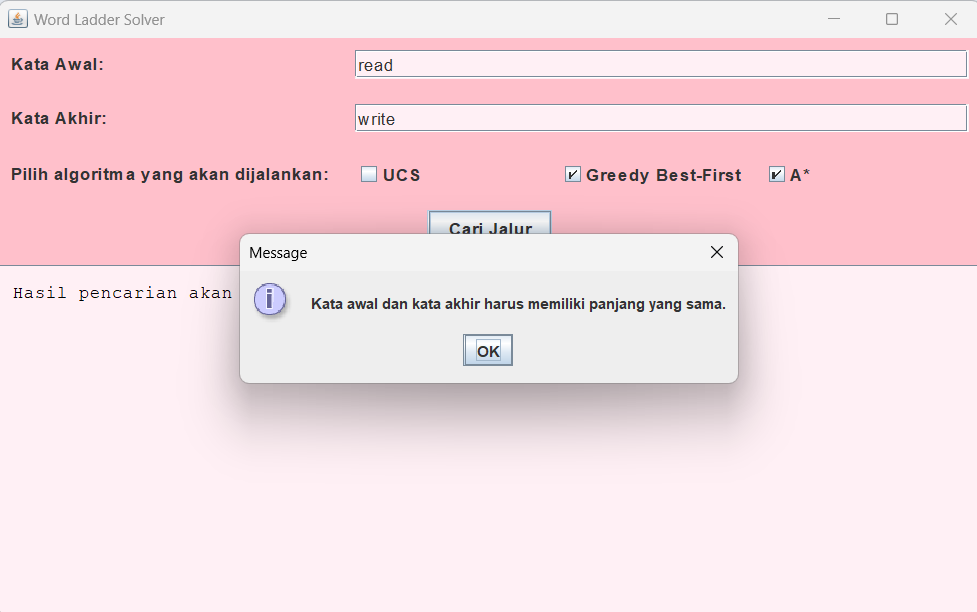 Word Ladder Solver
Kata Awal:
read
Kata Akhir:
write
Pilih algoritma yang akan dijalankan:
UCS
Greedy Best-First
A*
Cari Jalur
Message
Hasil pencarian akan
Kata awal dan kata akhir harus memiliki panjang yang sama.
OK